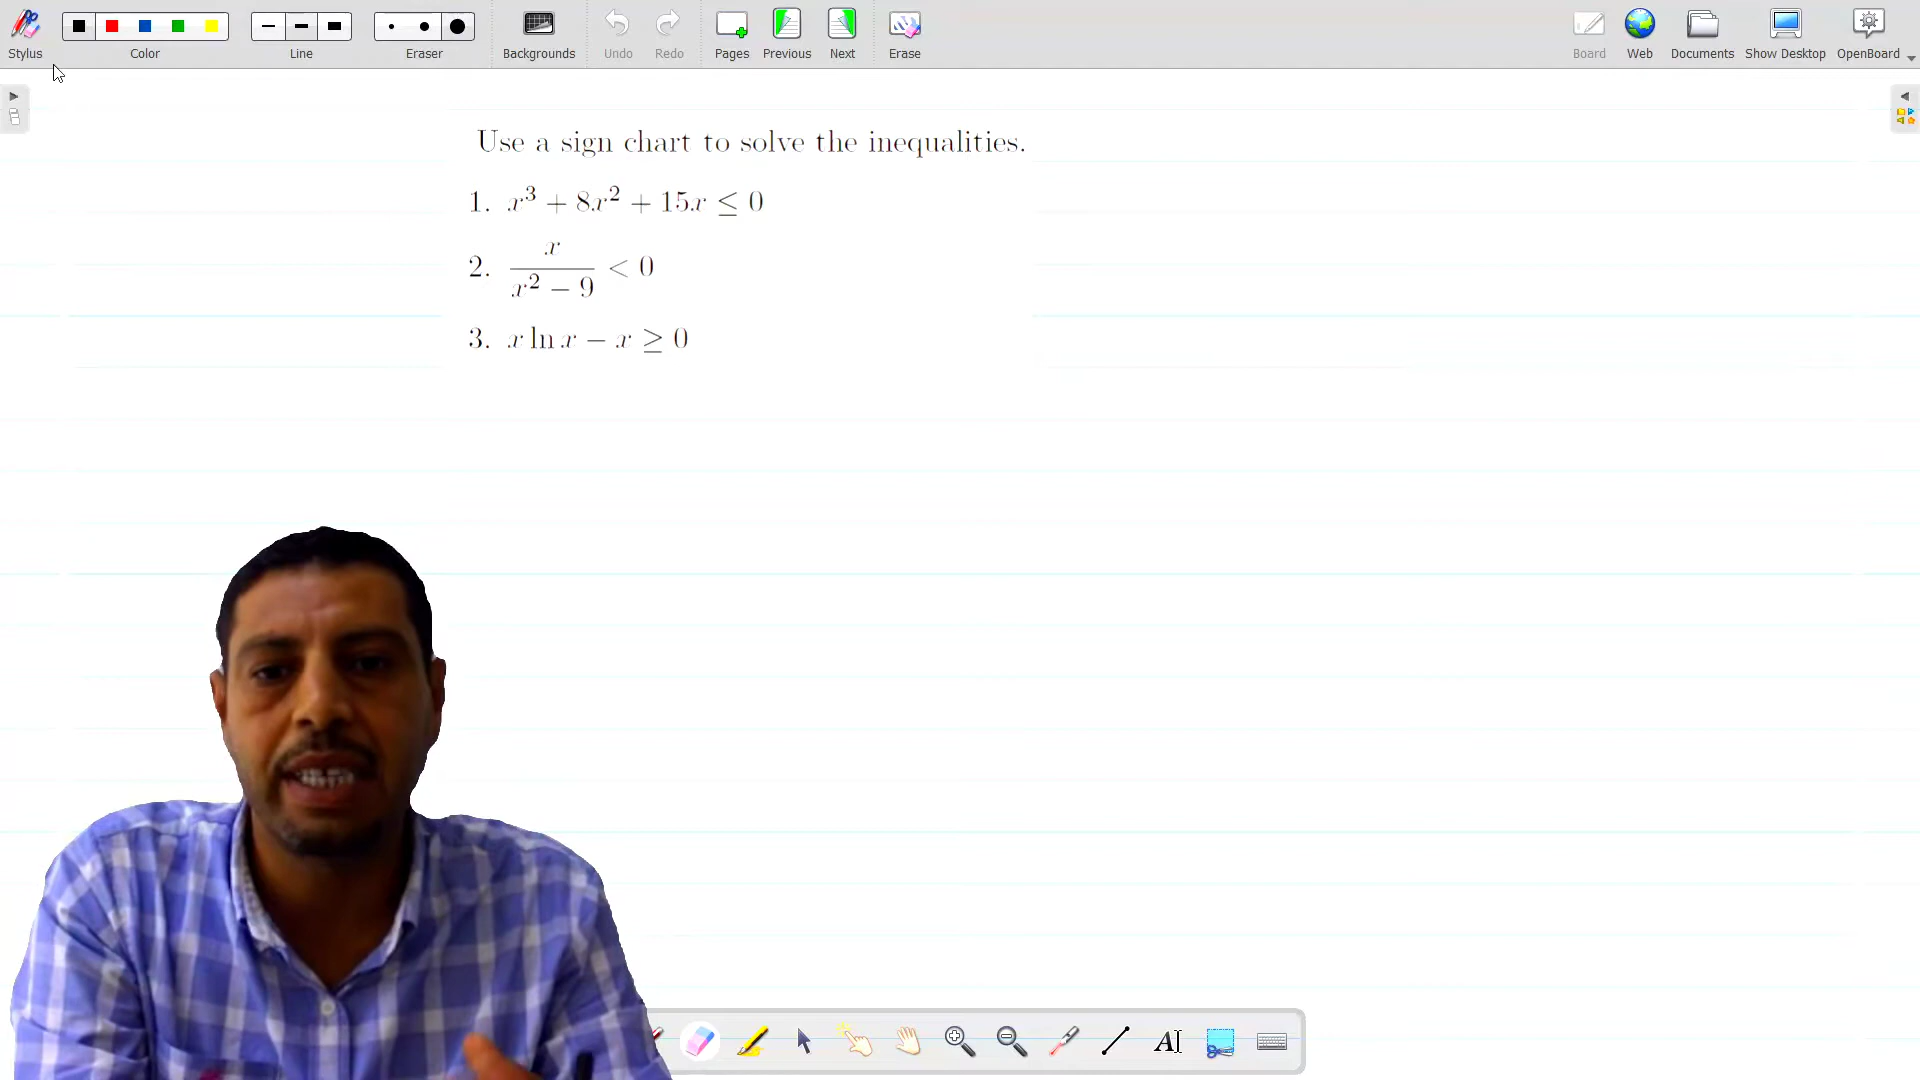 Stylus Color Line Eraser Backgrounds Undo Redo Pages Previous Next Erase Board Web Documents Show Desktop OpenBoard
Use a sign chart to solve the inequalities.
1. x³ + 8x² + 15x ≤ 0
2. x / (x² − 9) < 0
3. x ln x − x ≥ 0
A